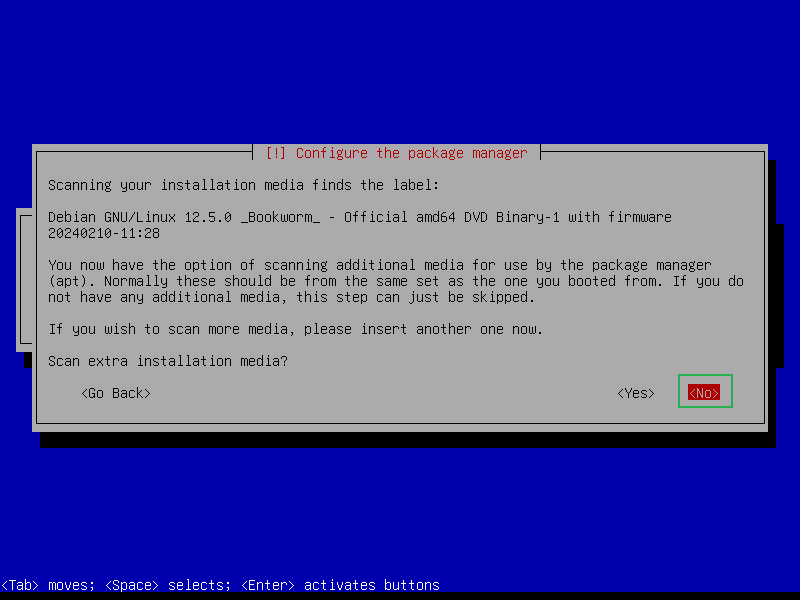 [!] Configure the package manager
Scanning your installation media finds the label:
Debian GNU/Linux 12.5.0 _Bookworm_ - Official amd64 DVD Binary-1 with firmware
20240210-11:28
You now have the option of scanning additional media for use by the package manager
(apt). Normally these should be from the same set as the one you booted from. If you do
not have any additional media, this step can just be skipped.
If you wish to scan more media, please insert another one now.
Scan extra installation media?
<Go Back> <Yes> <No>
<Tab> moves; <Space> selects; <Enter> activates buttons